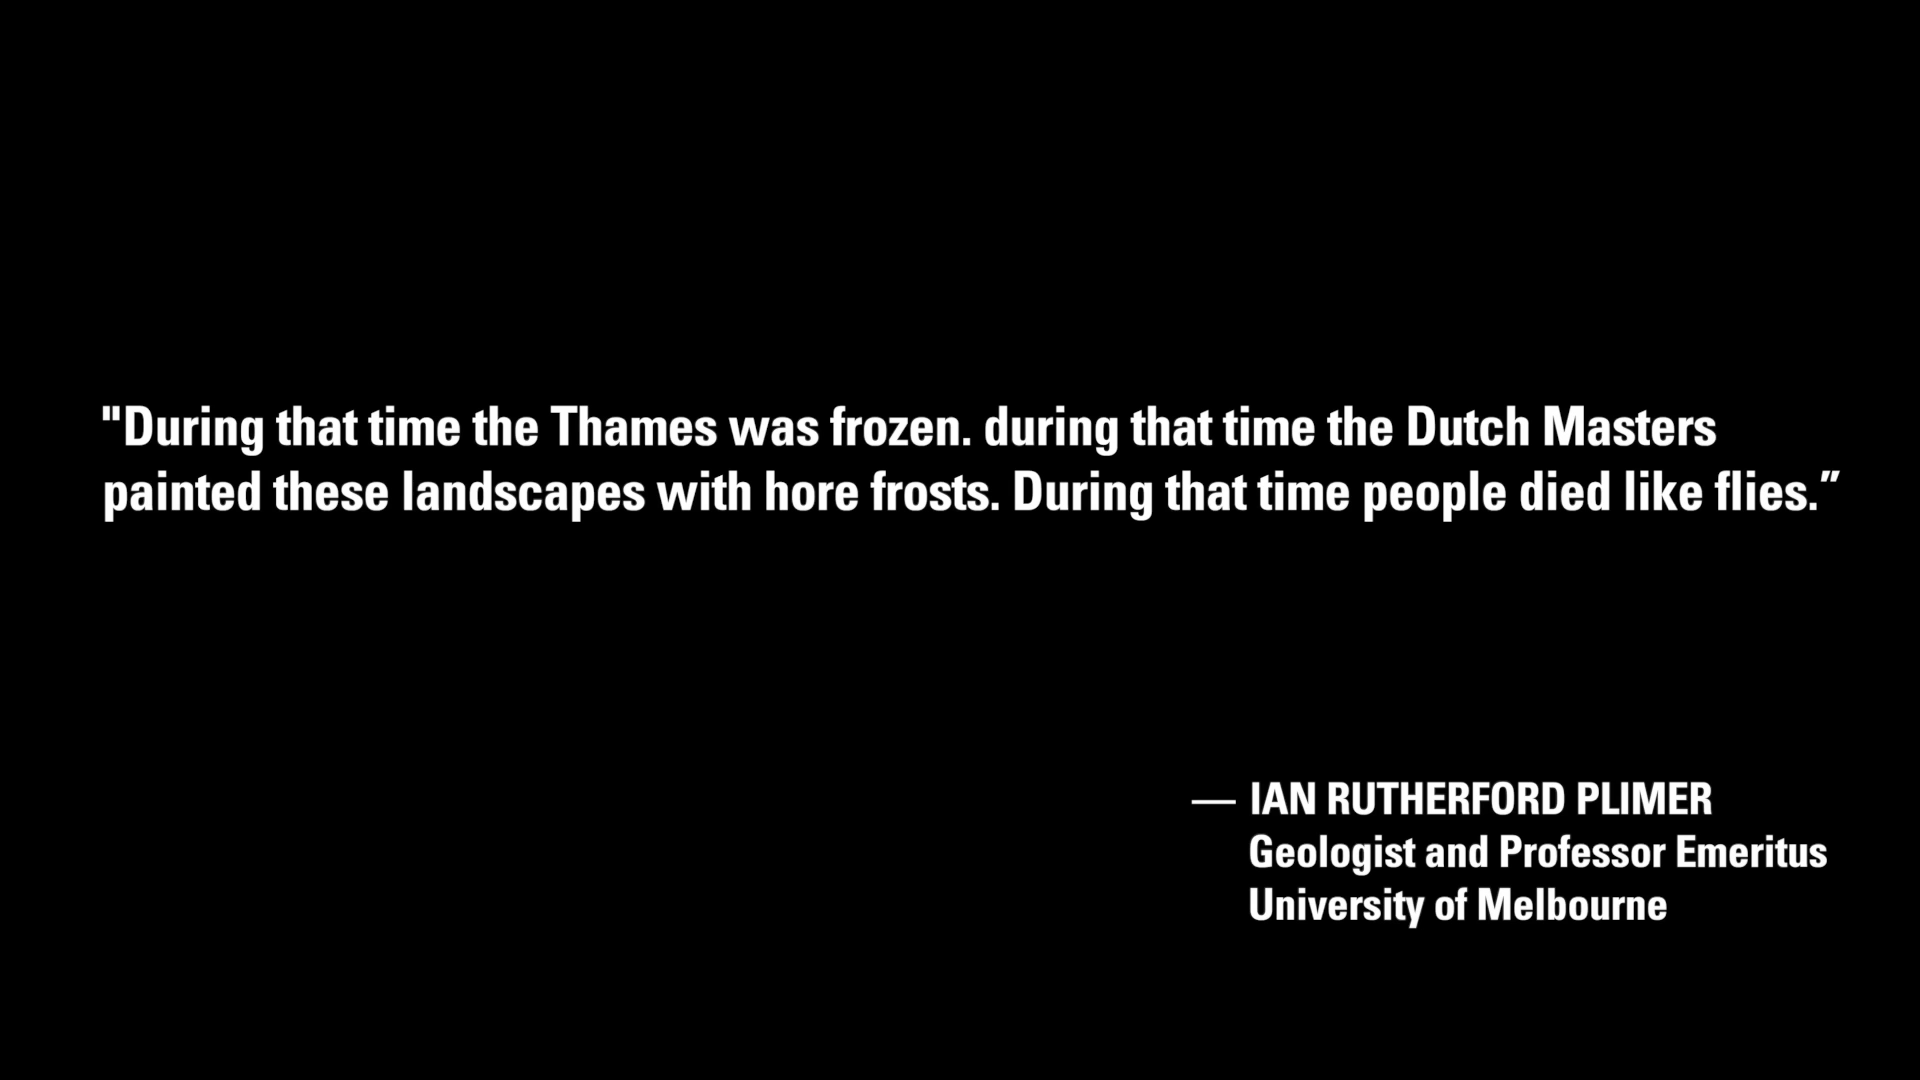 "During that time the Thames was frozen. during that time the Dutch Masters
painted these landscapes with hore frosts. During that time people died like flies.”
— IAN RUTHERFORD PLIMER
Geologist and Professor Emeritus
University of Melbourne